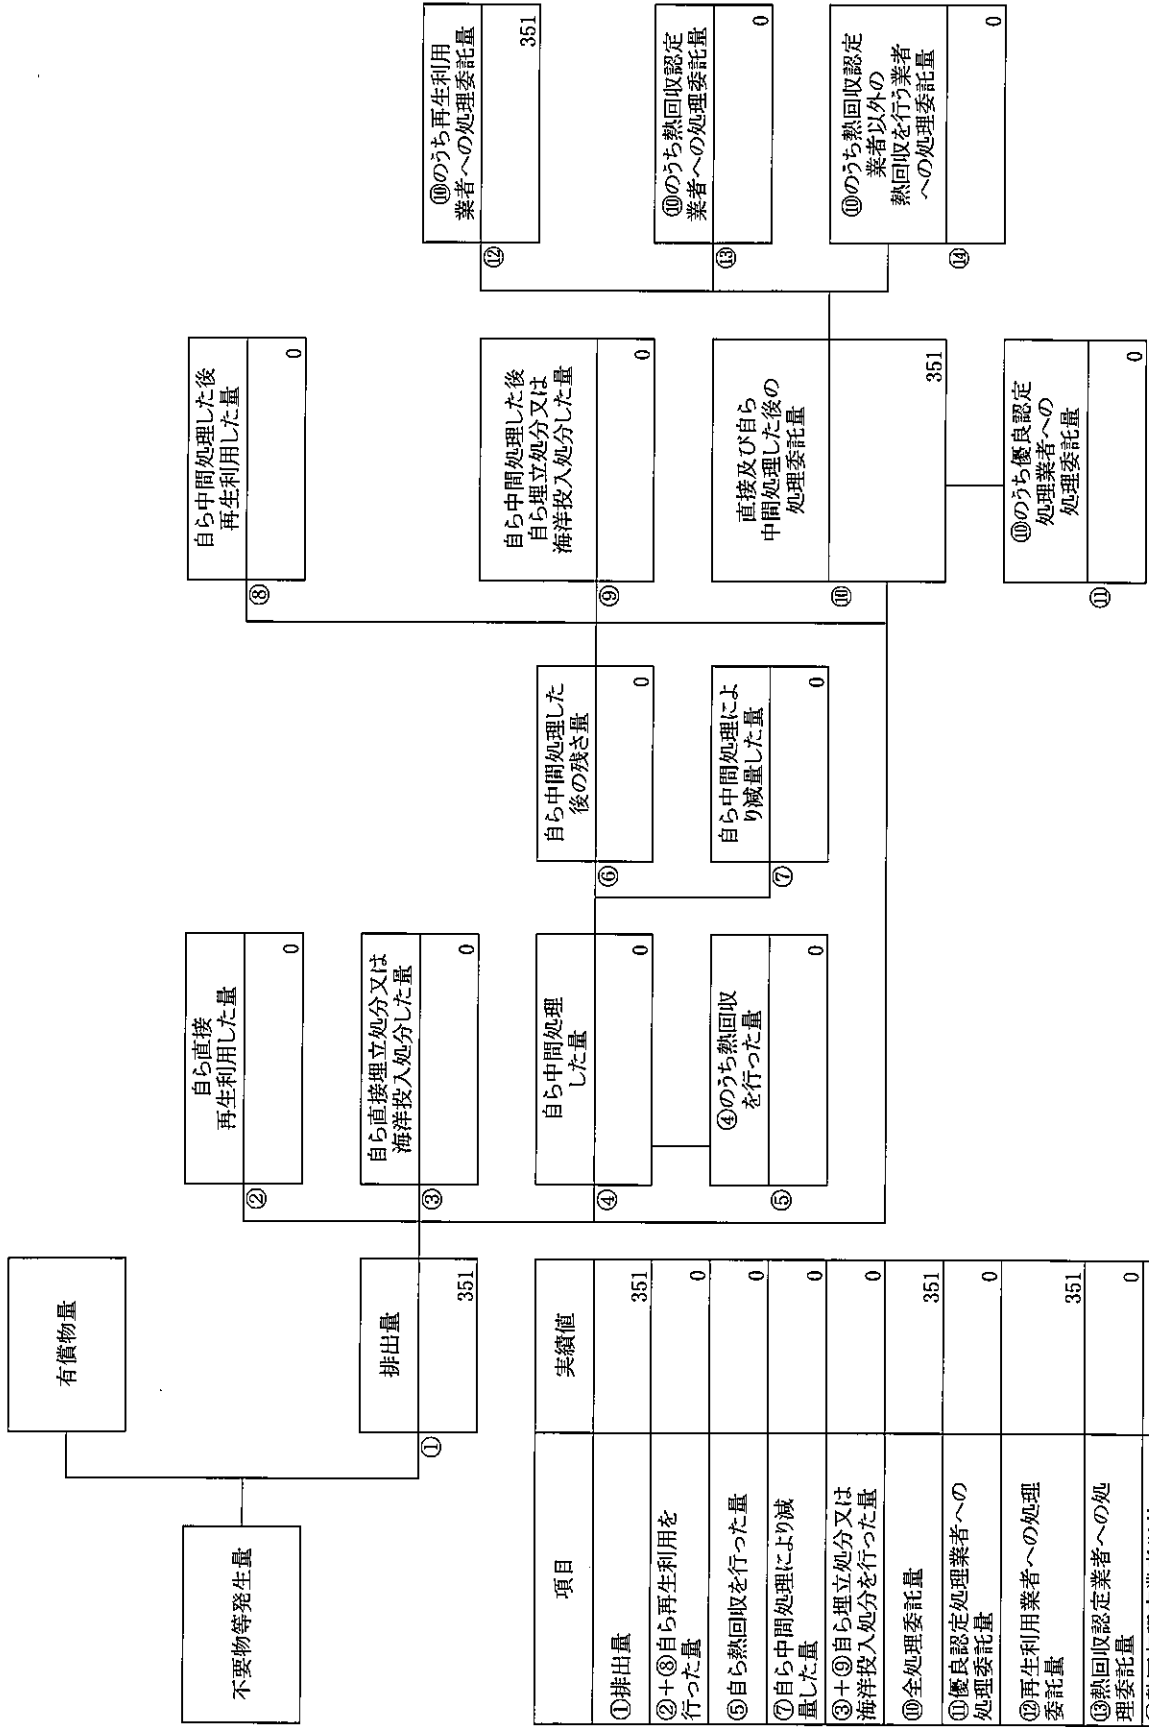 不要物等発生量
有償物量
①
排出量
351
②
自ら直接
再生利用した量
0
③
自ら直接埋立処分又は
海洋投入処分した量
0
④
自ら中間処理
した量
0
⑤
④のうち熱回収
を行った量
0
⑥
自ら中間処理した
後の残さ量
0
⑦
自ら中間処理によ
り減量した量
0
⑧
自ら中間処理した後
再生利用した量
0
⑨
自ら中間処理した後
自ら埋立処分又は
海洋投入処分した量
0
⑩
直接及び自ら
中間処理した後の
処理委託量
351
⑪
⑩のうち優良認定
処理業者への
処理委託量
0
⑫
⑩のうち再生利用
業者への処理委託量
351
⑬
⑩のうち熱回収認定
業者への処理委託量
0
⑭
⑩のうち熱回収認定
業者以外の
熱回収を行う業者
への処理委託量
0
項目 実績値
①排出量 351
②+⑧自ら再生利用を
行った量 0
⑤自ら熱回収を行った量 0
⑦自ら中間処理により減
量した量 0
③+⑨自ら埋立処分又は
海洋投入処分を行った量 0
⑩全処理委託量 351
⑪優良認定処理業者への
処理委託量 0
⑫再生利用業者への処理
委託量 351
⑬熱回収認定業者への処
理委託量 0